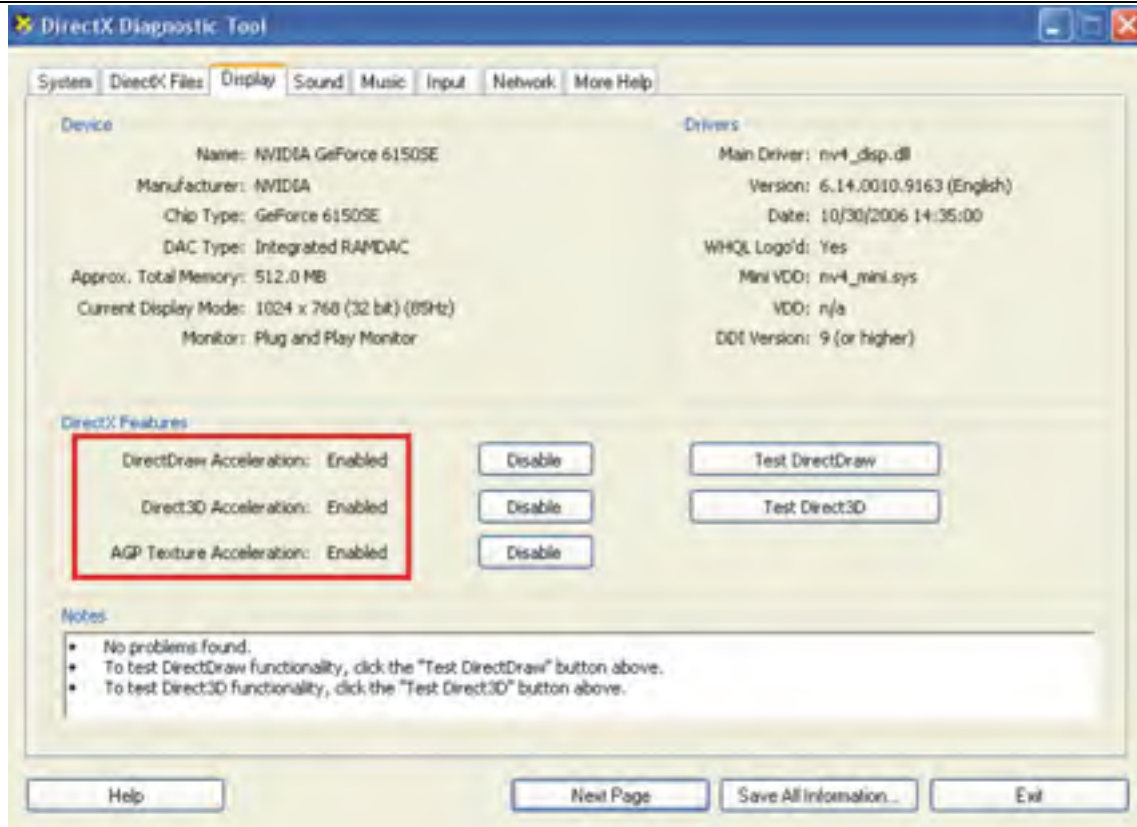 DirectX Diagnostic Tool
System DirectX Files Display Sound Music Input Network More Help
Device
Name: NVIDIA GeForce 6150SE
Manufacturer: NVIDIA
Chip Type: GeForce 6150SE
DAC Type: Integrated RAMDAC
Approx. Total Memory: 512.0 MB
Current Display Mode: 1024 x 768 (32 bit) (85Hz)
Monitor: Plug and Play Monitor
Drivers
Main Driver: nv4_disp.dll
Version: 6.14.0010.9163 (English)
Date: 10/30/2006 14:35:00
WHQL Logo'd: Yes
Mini VDD: nv4_mini.sys
VDD: n/a
DDI Version: 9 (or higher)
DirectX Features
DirectDraw Acceleration: Enabled Disable Test DirectDraw
Direct3D Acceleration: Enabled Disable Test Direct3D
AGP Texture Acceleration: Enabled Disable
Notes
• No problems found.
• To test DirectDraw functionality, click the "Test DirectDraw" button above.
• To test Direct3D functionality, click the "Test Direct3D" button above.
Help Next Page Save All Information... Exit